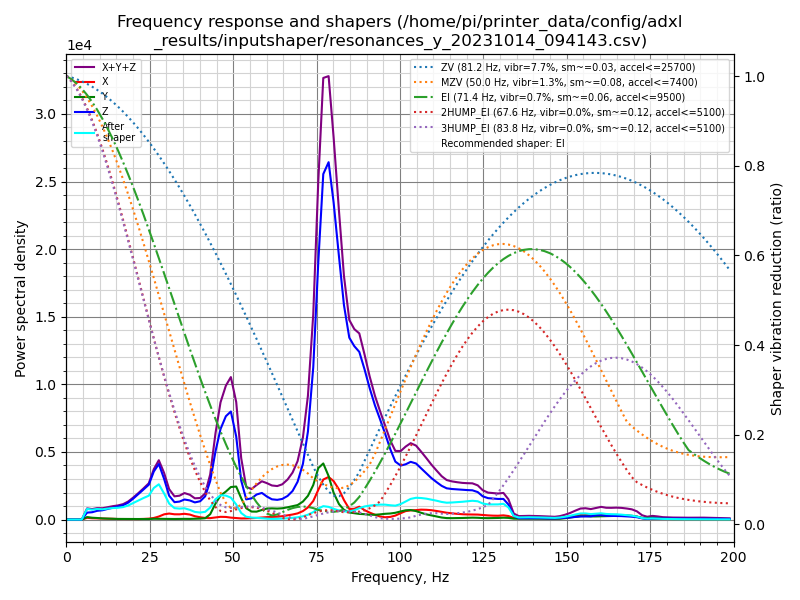 Frequency response and shapers (/home/pi/printer_data/config/adxl
_results/inputshaper/resonances_y_20231014_094143.csv)
1e4
X+Y+Z
X
Y
Z
After
shaper
ZV (81.2 Hz, vibr=7.7%, sm~=0.03, accel<=25700)
MZV (50.0 Hz, vibr=1.3%, sm~=0.08, accel<=7400)
EI (71.4 Hz, vibr=0.7%, sm~=0.06, accel<=9500)
2HUMP_EI (67.6 Hz, vibr=0.0%, sm~=0.12, accel<=5100)
3HUMP_EI (83.8 Hz, vibr=0.0%, sm~=0.12, accel<=5100)
Recommended shaper: EI
Power spectral density
3.0
2.5
2.0
1.5
1.0
0.5
0.0
1.0
0.8
0.6
0.4
0.2
0.0
Shaper vibration reduction (ratio)
0 25 50 75 100 125 150 175 200
Frequency, Hz